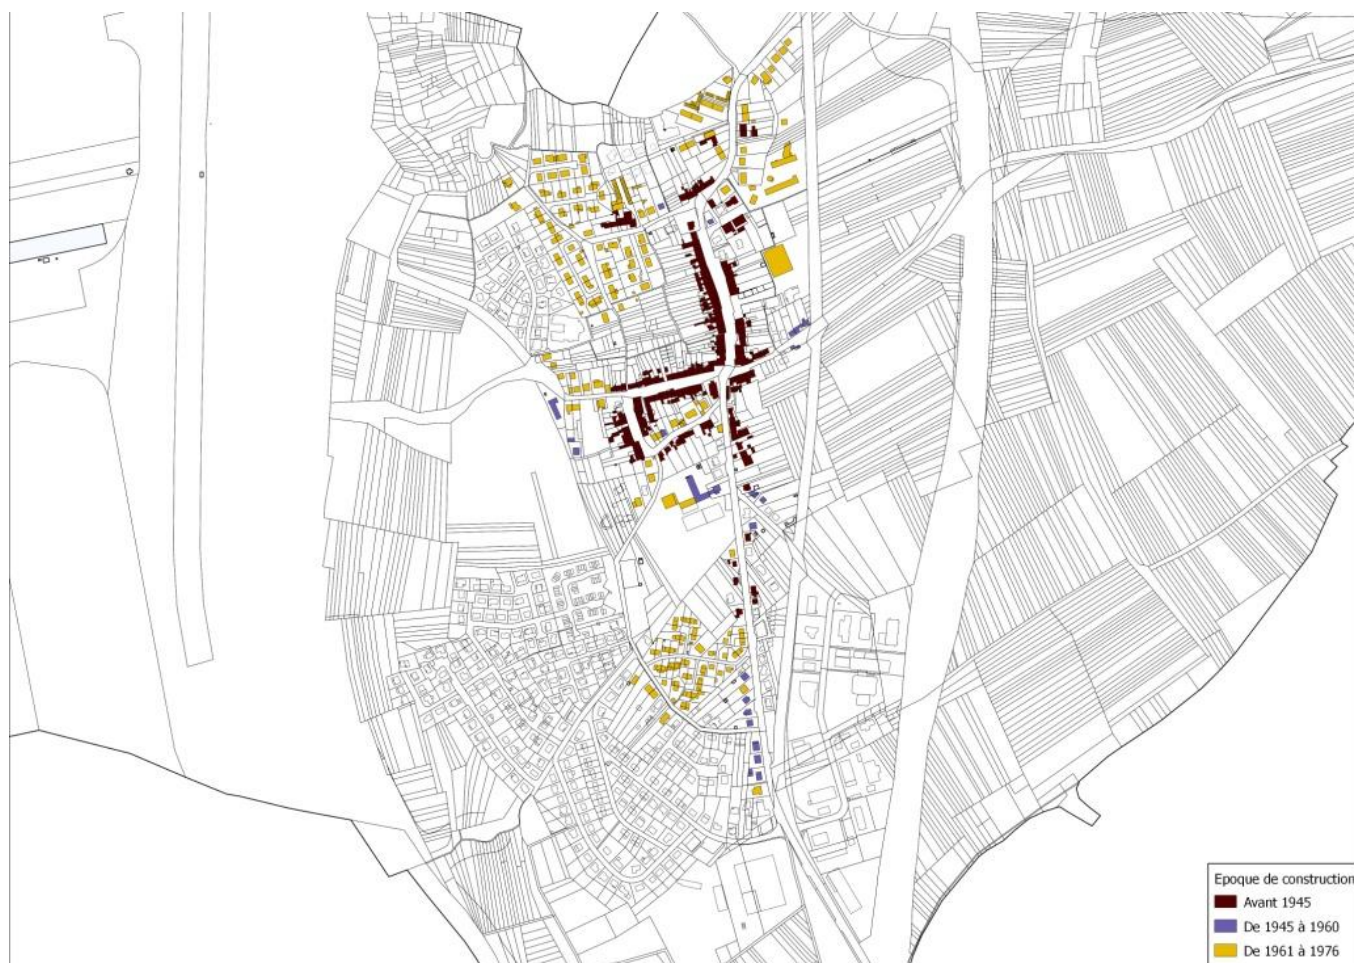 Epoque de construction
Avant 1945
De 1945 à 1960
De 1961 à 1976